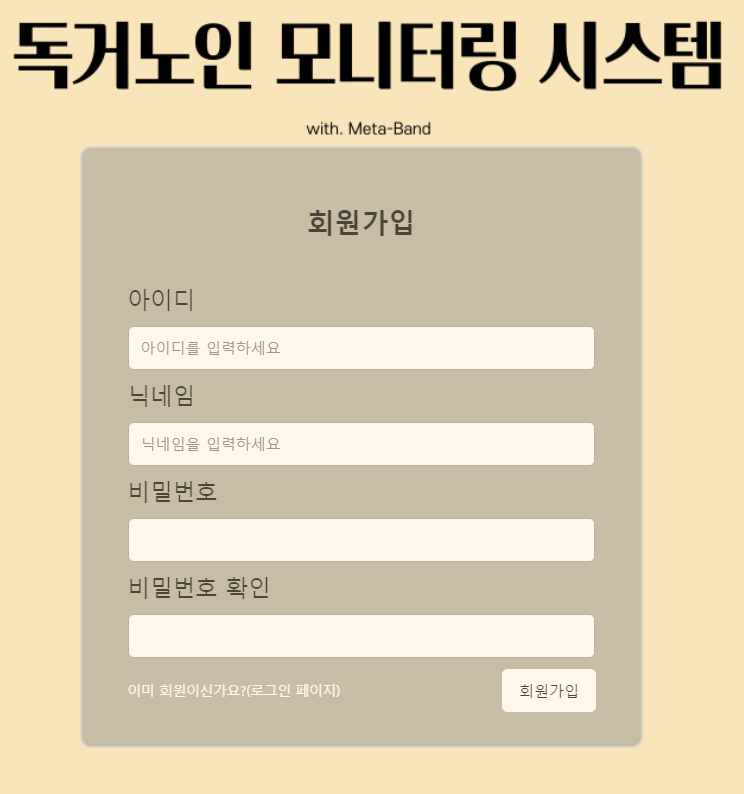 독거노인 모니터링 시스템
with. Meta-Band
회원가입
아이디
아이디를 입력하세요
닉네임
닉네임을 입력하세요
비밀번호
비밀번호 확인
이미 회원이신가요?(로그인 페이지)
회원가입